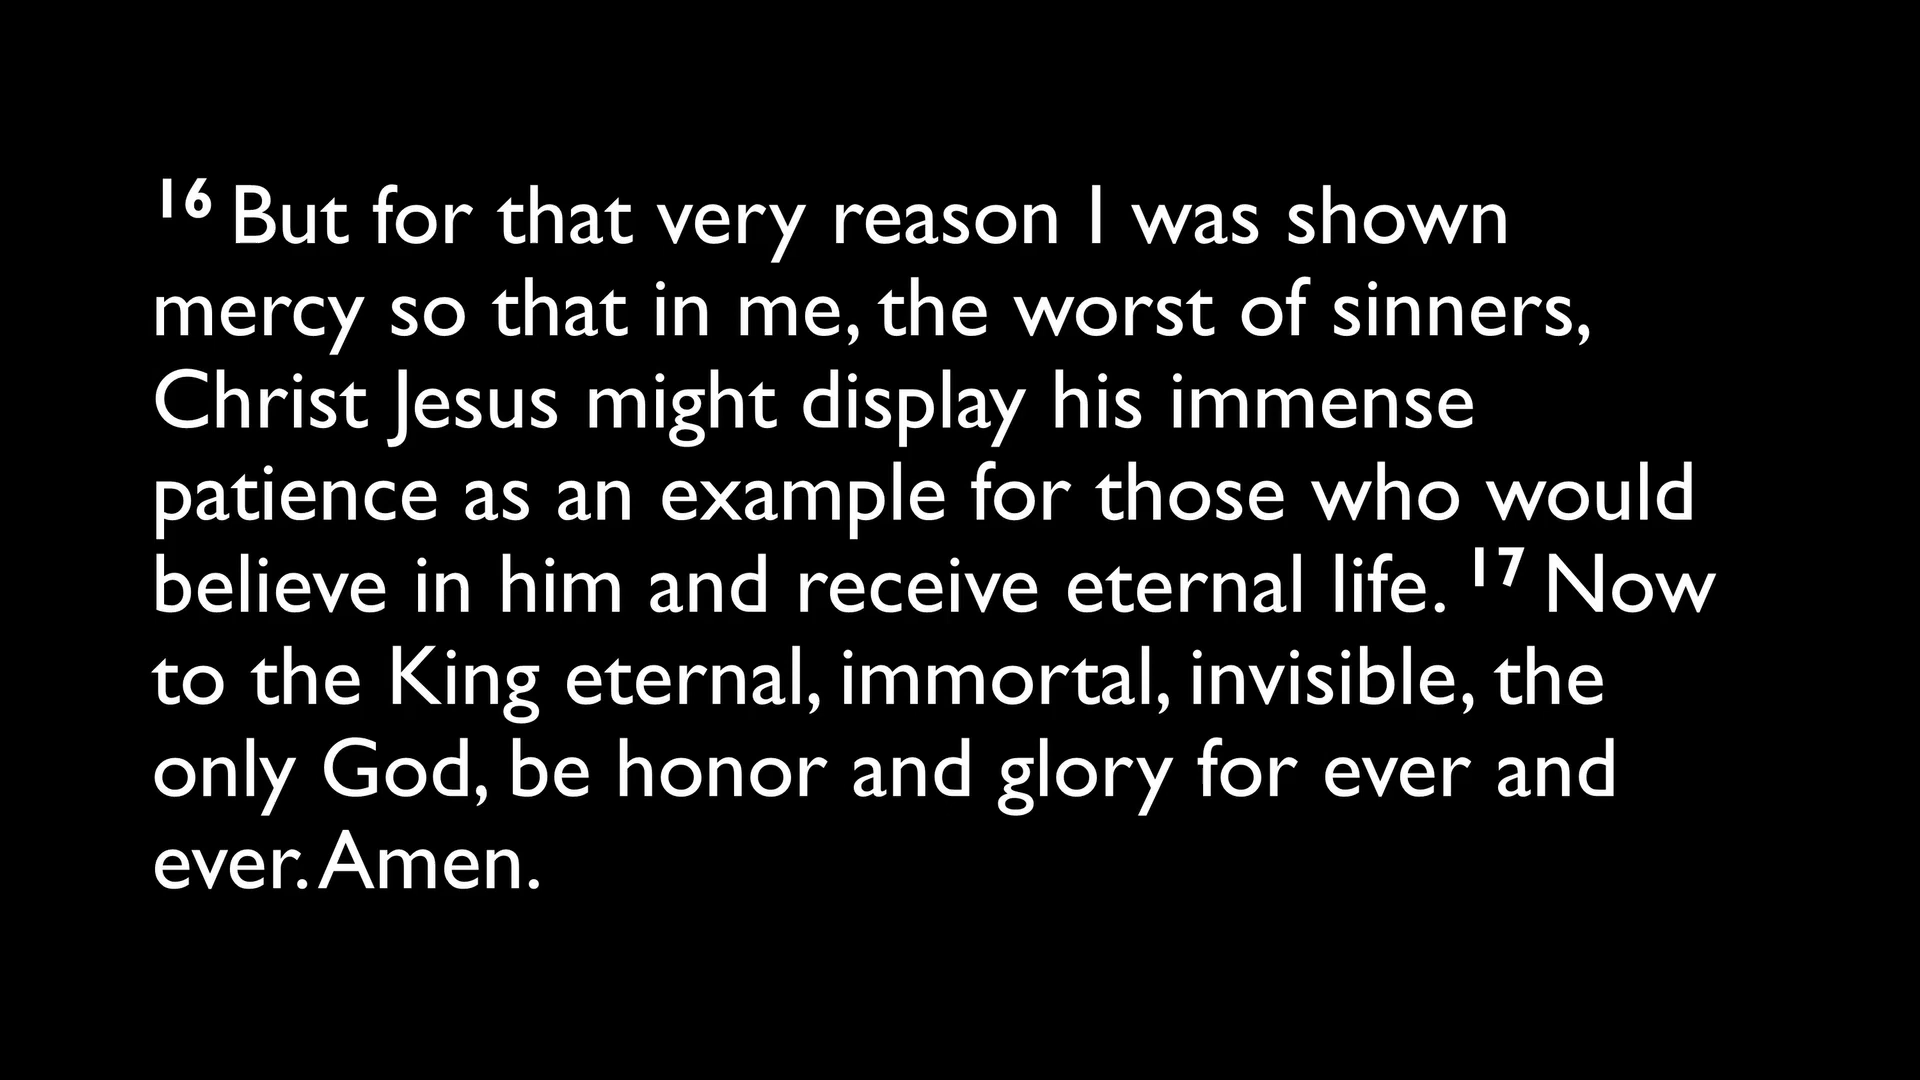 16 But for that very reason I was shown
mercy so that in me, the worst of sinners,
Christ Jesus might display his immense
patience as an example for those who would
believe in him and receive eternal life. 17 Now
to the King eternal, immortal, invisible, the
only God, be honor and glory for ever and
ever. Amen.